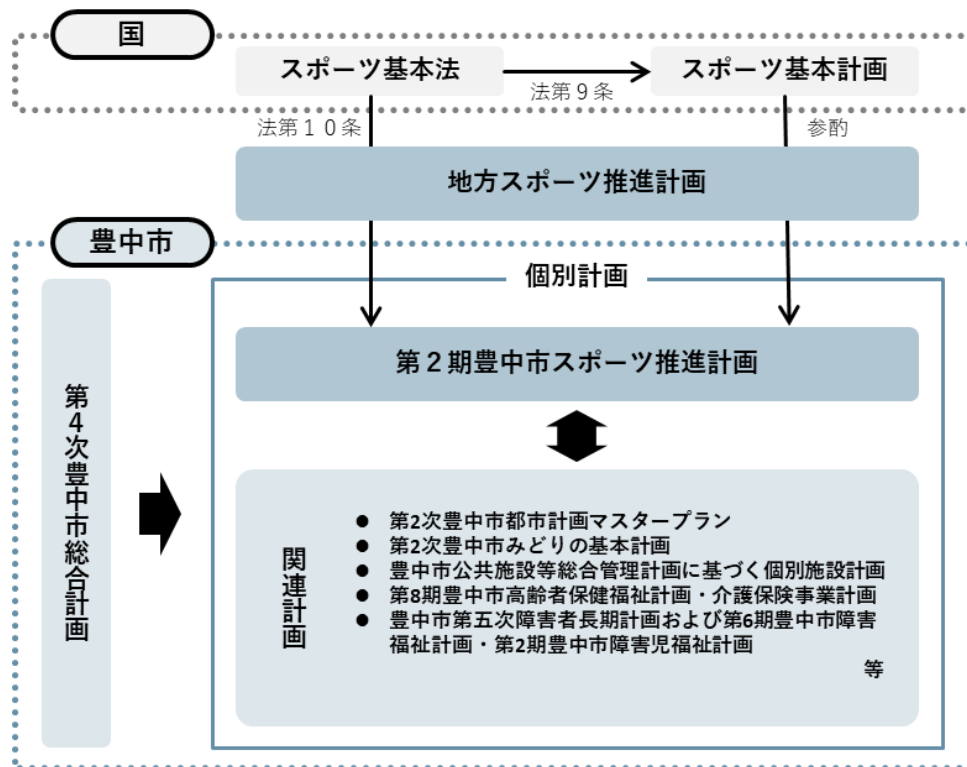 国
スポーツ基本法
スポーツ基本計画
法第９条
法第１０条
参酌
地方スポーツ推進計画
豊中市
個別計画
第４次豊中市総合計画
第２期豊中市スポーツ推進計画
関連計画
● 第2次豊中市都市計画マスタープラン
● 第2次豊中市みどりの基本計画
● 豊中市公共施設等総合管理計画に基づく個別施設計画
● 第8期豊中市高齢者保健福祉計画・介護保険事業計画
● 豊中市第五次障害者長期計画および第6期豊中市障害
福祉計画・第2期豊中市障害児福祉計画
等